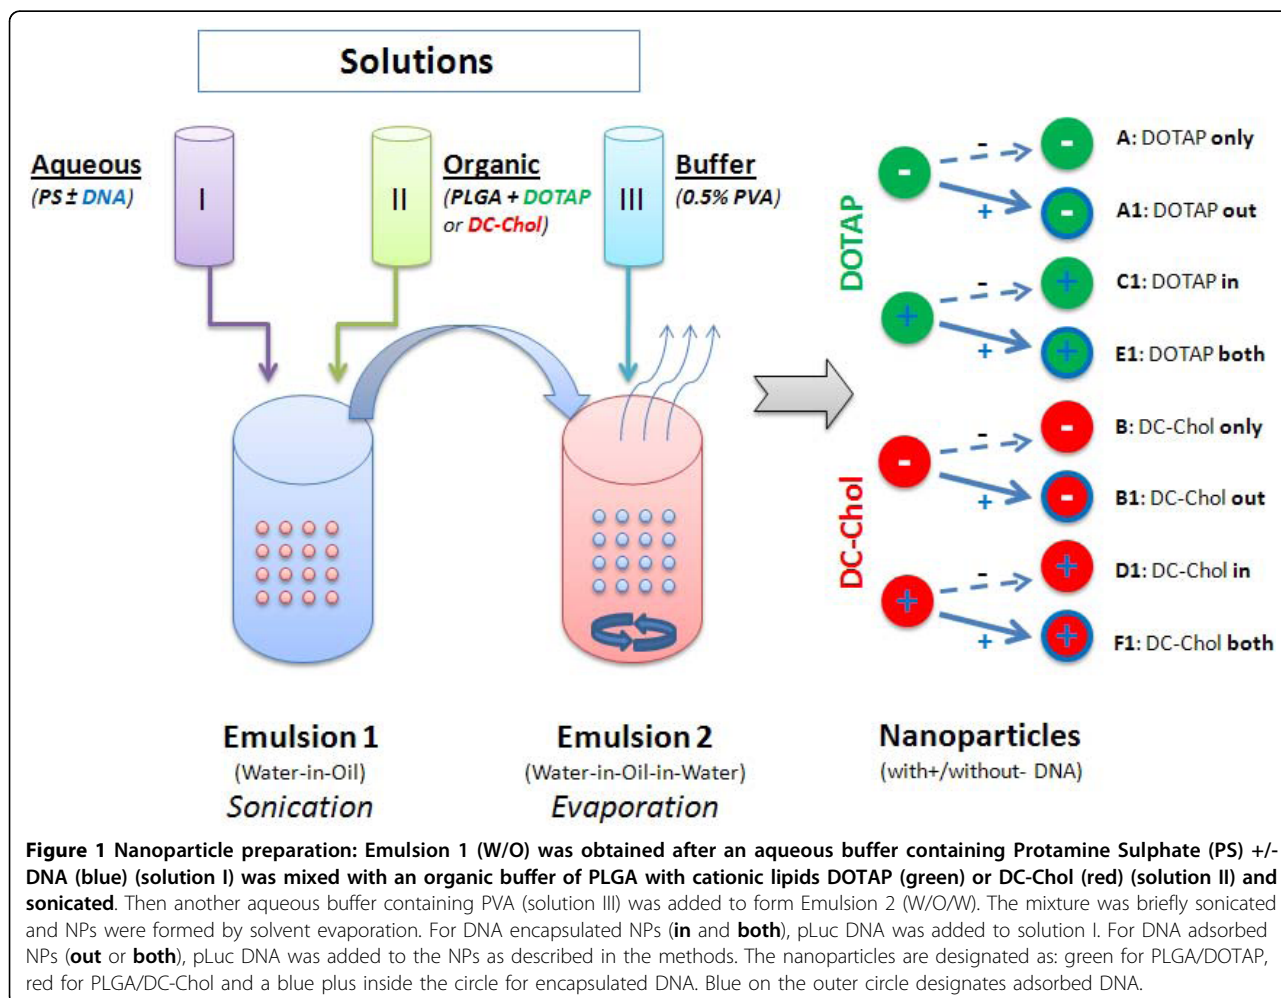 Solutions
Aqueous
(PS ± DNA)
I
II
Organic
(PLGA + DOTAP
or DC-Chol)
III
Buffer
(0.5% PVA)
Emulsion 1
(Water-in-Oil)
Sonication
Emulsion 2
(Water-in-Oil-in-Water)
Evaporation
DOTAP
-
-
+
-
-
A: DOTAP only
A1: DOTAP out
+
-
+
+
+
C1: DOTAP in
E1: DOTAP both
DC-Chol
-
-
+
-
-
B: DC-Chol only
B1: DC-Chol out
+
-
+
+
+
D1: DC-Chol in
F1: DC-Chol both
Nanoparticles
(with+/without- DNA)
Figure 1 Nanoparticle preparation: Emulsion 1 (W/O) was obtained after an aqueous buffer containing Protamine Sulphate (PS) +/-
DNA (blue) (solution I) was mixed with an organic buffer of PLGA with cationic lipids DOTAP (green) or DC-Chol (red) (solution II) and
sonicated. Then another aqueous buffer containing PVA (solution III) was added to form Emulsion 2 (W/O/W). The mixture was briefly sonicated
and NPs were formed by solvent evaporation. For DNA encapsulated NPs (in and both), pLuc DNA was added to solution I. For DNA adsorbed
NPs (out or both), pLuc DNA was added to the NPs as described in the methods. The nanoparticles are designated as: green for PLGA/DOTAP,
red for PLGA/DC-Chol and a blue plus inside the circle for encapsulated DNA. Blue on the outer circle designates adsorbed DNA.